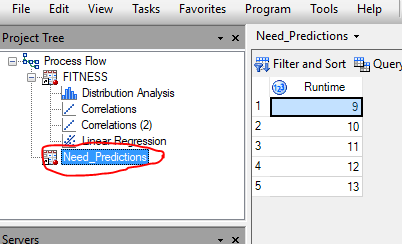 File Edit View Tasks Favorites Program Tools Help
Project Tree
Process Flow
FITNESS
Distribution Analysis
Correlations
Correlations (2)
Linear Regression
Need_Predictions
Servers
Need_Predictions
Filter and Sort Query
123 Runtime
1 9
2 10
3 11
4 12
5 13